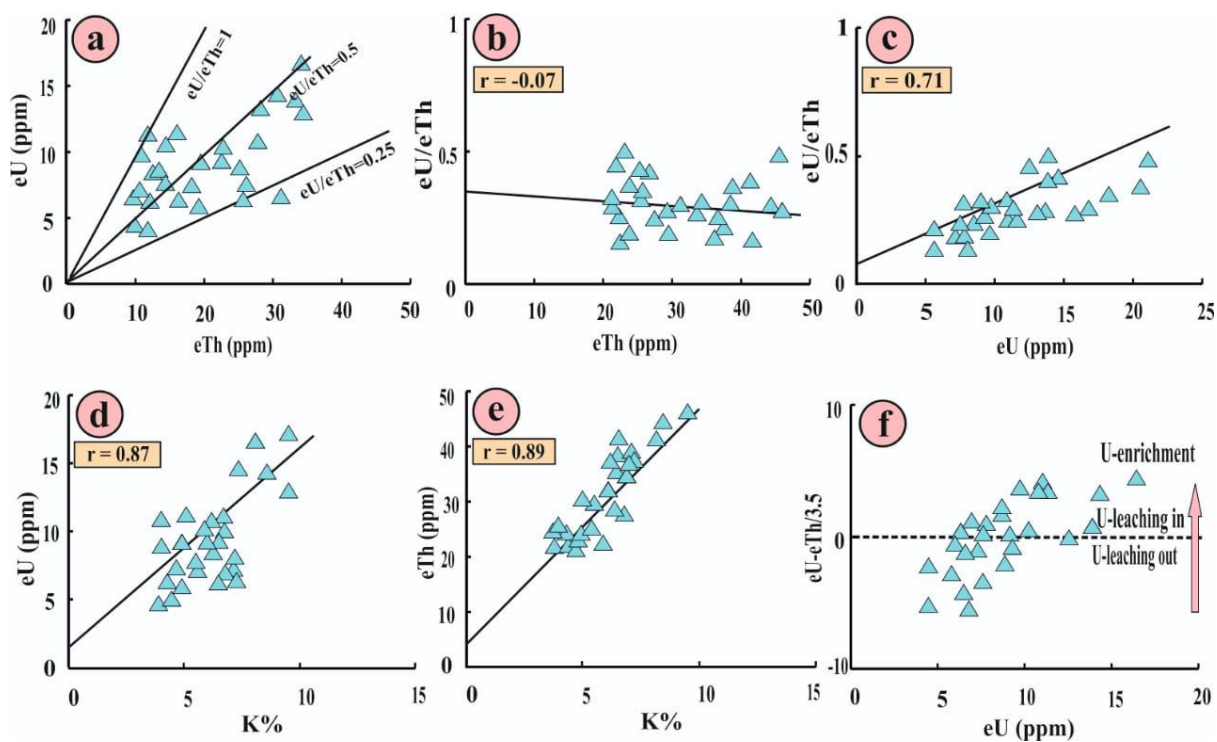 a
eU (ppm)
20
15
10
5
0
eU/eTh=1
eU/eTh=0.5
eU/eTh=0.25
0 10 20 30 40 50
eTh (ppm)
b
r = -0.07
eU/eTh
1
0.5
0
0 10 20 30 40 50
eTh (ppm)
c
r = 0.71
eU/eTh
1
0.5
0
0 5 10 15 20 25
eU (ppm)
d
r = 0.87
eU (ppm)
20
15
10
5
0
0 5 10 15
K%
e
r = 0.89
eTh (ppm)
50
40
30
20
10
0
0 5 10 15
K%
f
eU-eTh/3.5
10
0
-10
U-enrichment
U-leaching in
U-leaching out
0 5 10 15 20
eU (ppm)